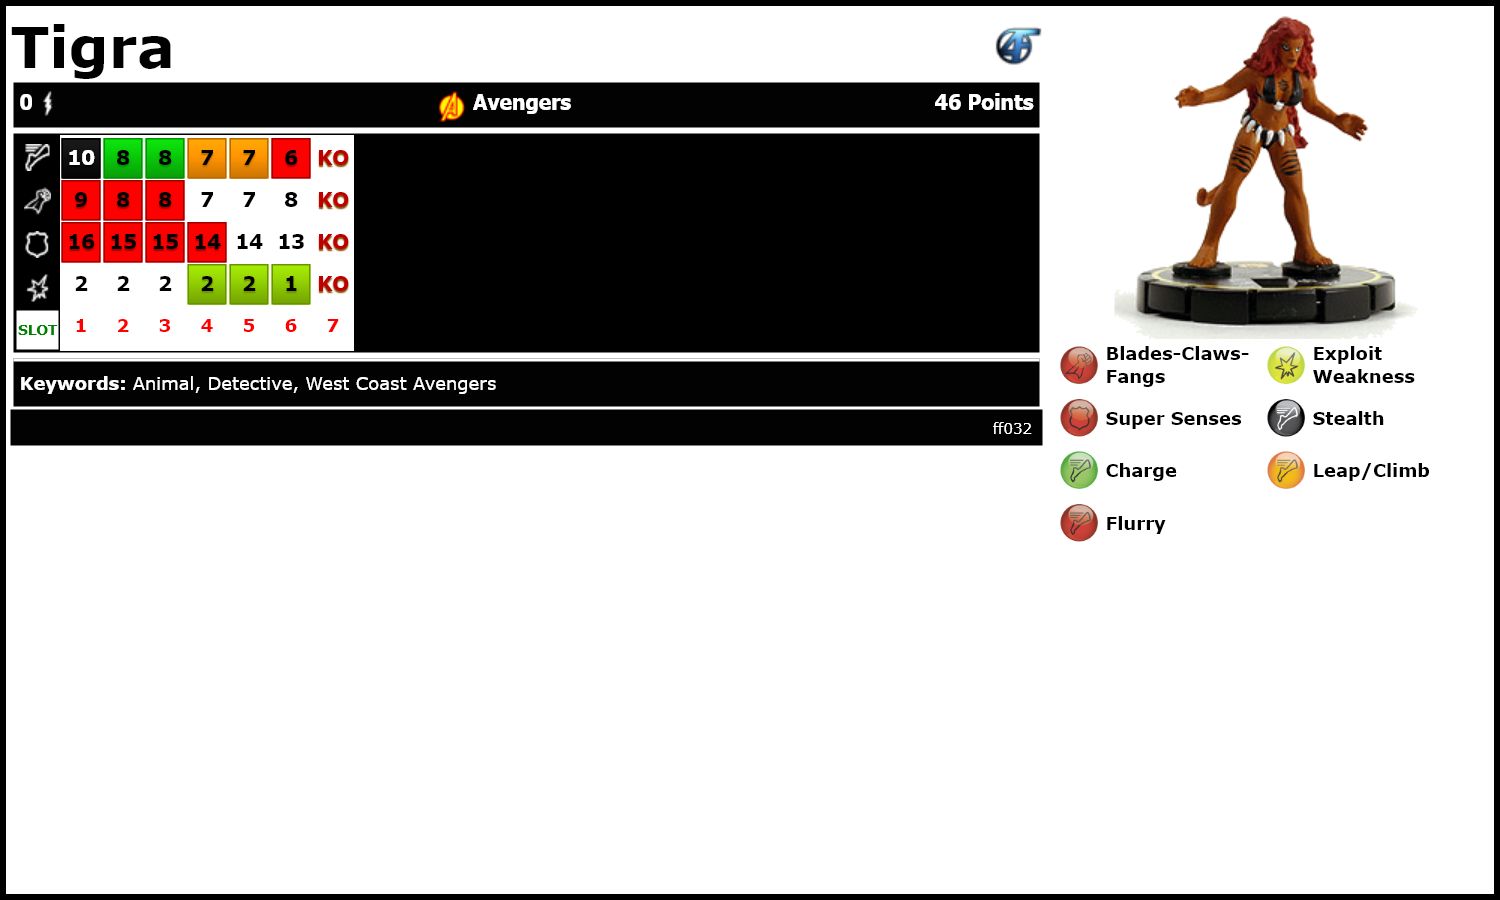 Tigra
0 Avengers 46 Points
10 8 8 7 7 6 KO
9 8 8 7 7 8 KO
16 15 15 14 14 13 KO
2 2 2 2 2 1 KO
SLOT 1 2 3 4 5 6 7
Keywords: Animal, Detective, West Coast Avengers
ff032
Blades-Claws-
Fangs
Exploit
Weakness
Super Senses
Stealth
Charge
Leap/Climb
Flurry